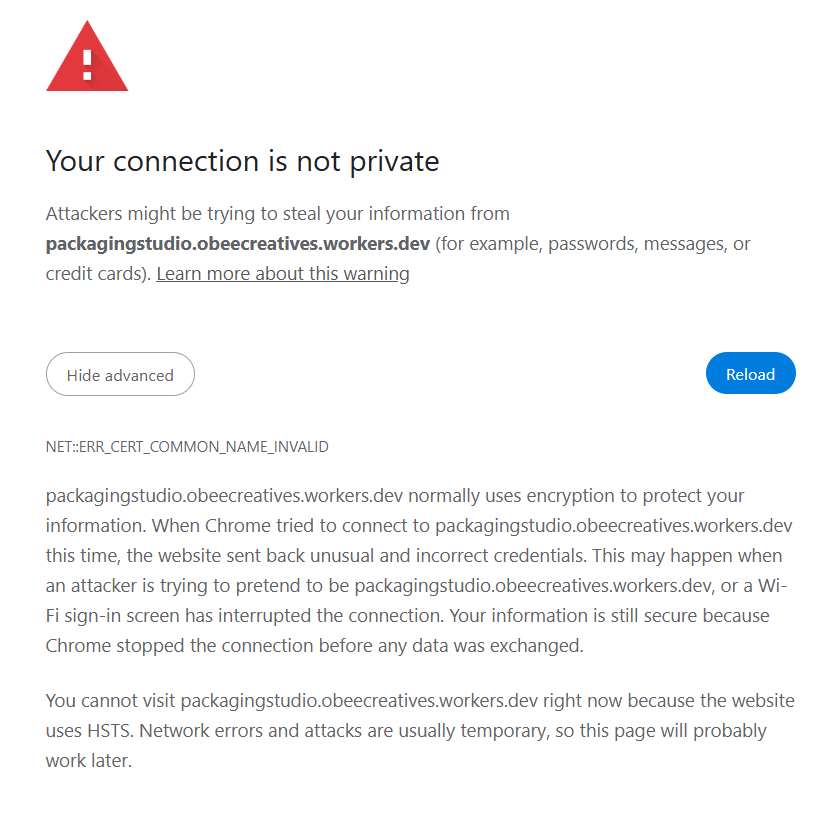 Your connection is not private
Attackers might be trying to steal your information from
packagingstudio.obeecreatives.workers.dev (for example, passwords, messages, or
credit cards). Learn more about this warning
Hide advanced
Reload
NET::ERR_CERT_COMMON_NAME_INVALID
packagingstudio.obeecreatives.workers.dev normally uses encryption to protect your
information. When Chrome tried to connect to packagingstudio.obeecreatives.workers.dev
this time, the website sent back unusual and incorrect credentials. This may happen when
an attacker is trying to pretend to be packagingstudio.obeecreatives.workers.dev, or a Wi-
Fi sign-in screen has interrupted the connection. Your information is still secure because
Chrome stopped the connection before any data was exchanged.
You cannot visit packagingstudio.obeecreatives.workers.dev right now because the website
uses HSTS. Network errors and attacks are usually temporary, so this page will probably
work later.